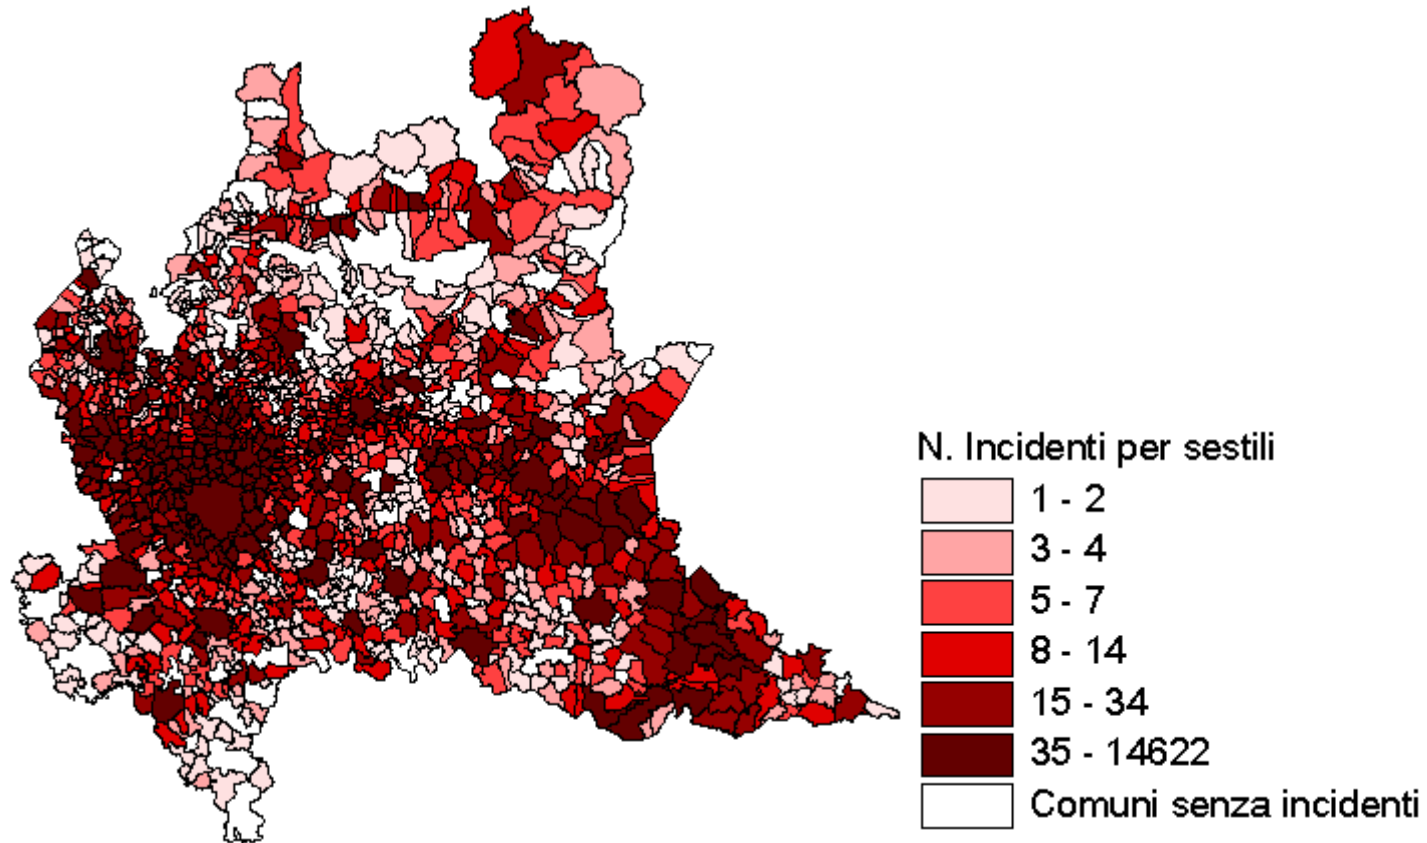 N. Incidenti per sestili
1 - 2
3 - 4
5 - 7
8 - 14
15 - 34
35 - 14622
Comuni senza incidenti